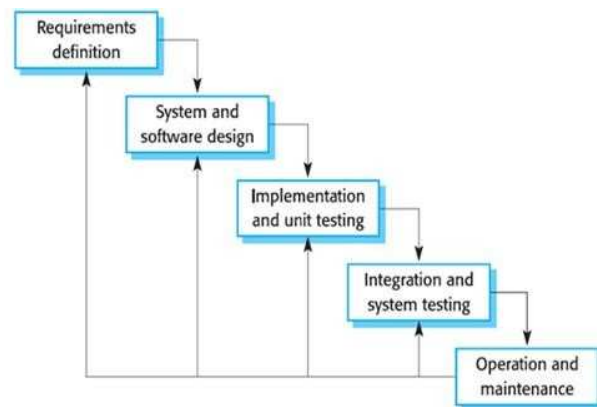 Requirements
definition
System and
software design
Implementation
and unit testing
Integration and
system testing
Operation and
maintenance